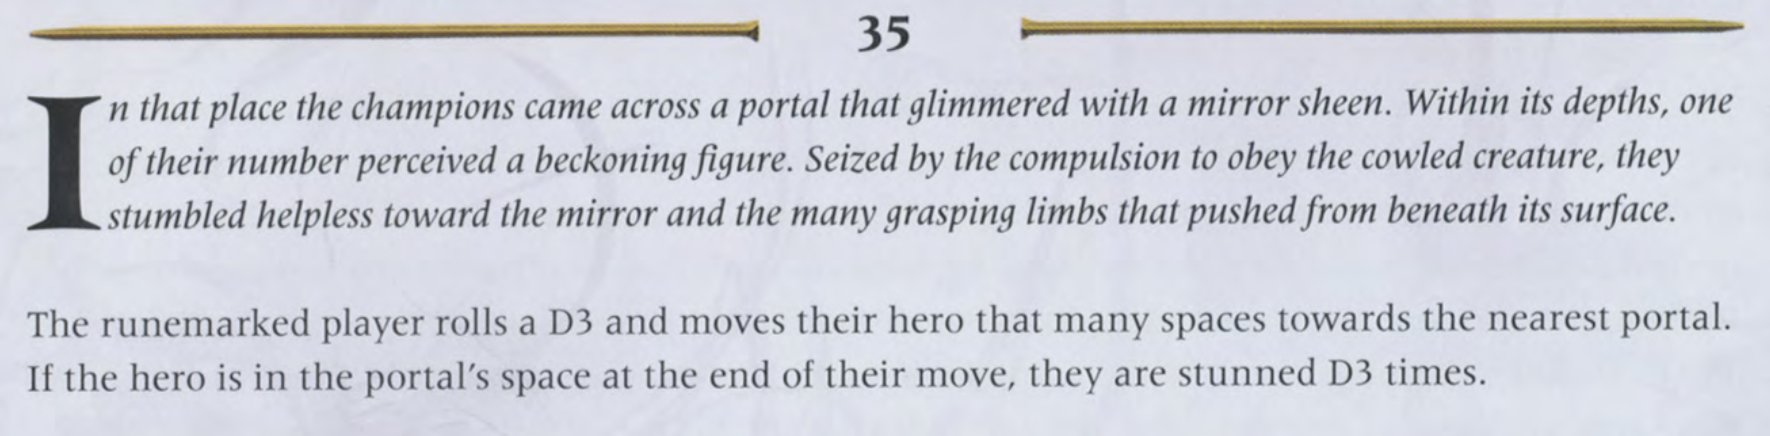 35
In that place the champions came across a portal that glimmered with a mirror sheen. Within its depths, one
of their number perceived a beckoning figure. Seized by the compulsion to obey the cowled creature, they
stumbled helpless toward the mirror and the many grasping limbs that pushed from beneath its surface.
The runemarked player rolls a D3 and moves their hero that many spaces towards the nearest portal.
If the hero is in the portal's space at the end of their move, they are stunned D3 times.